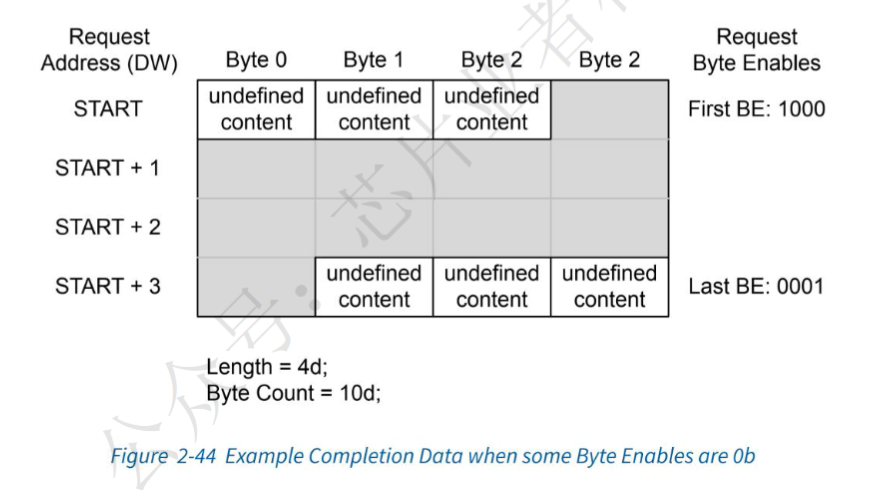 Request
Address (DW)
Byte 0
Byte 1
Byte 2
Byte 2
Request
Byte Enables
START
undefined
content
undefined
content
undefined
content
First BE: 1000
START + 1
START + 2
START + 3
undefined
content
undefined
content
undefined
content
Last BE: 0001
Length = 4d;
Byte Count = 10d;
Figure 2-44 Example Completion Data when some Byte Enables are 0b
公众号：芯片业者